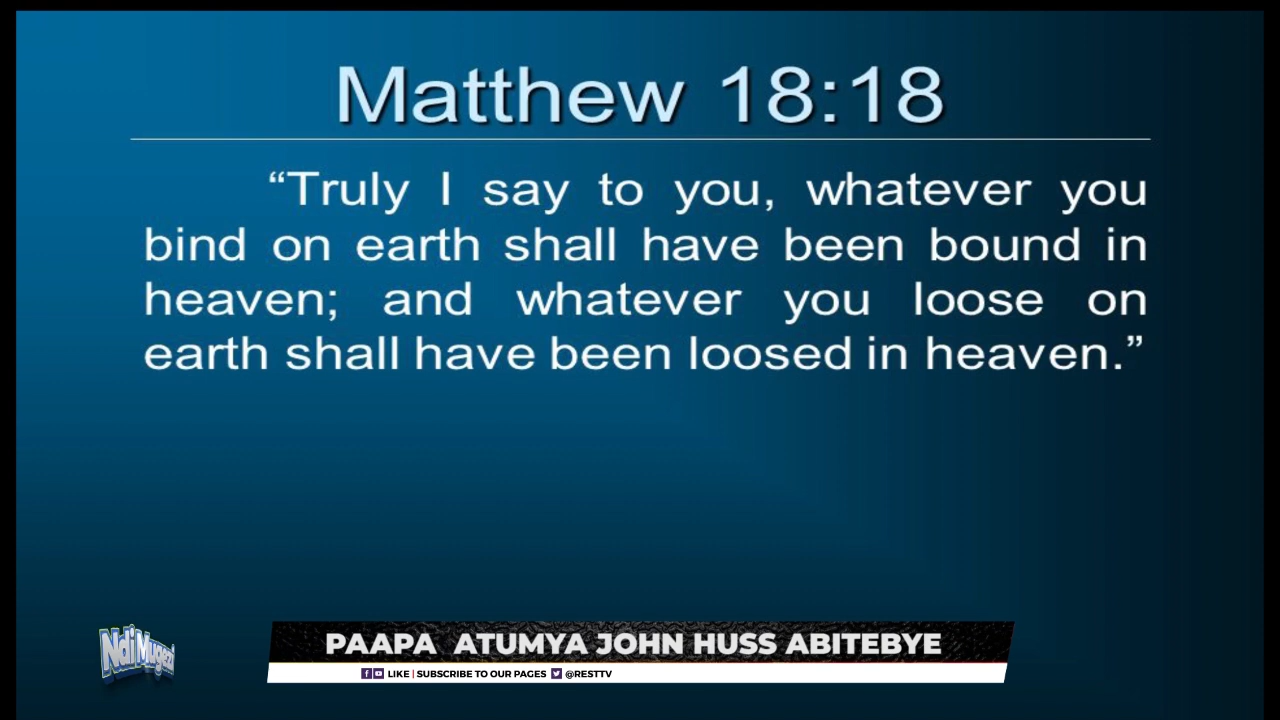 Matthew 18:18
“Truly I say to you, whatever you
bind on earth shall have been bound in
heaven; and whatever you loose on
earth shall have been loosed in heaven.”
Ndi Mugezi
PAAPA ATUMYA JOHN HUSS ABITEBYE
LIKE | SUBSCRIBE TO OUR PAGES @RESTTV